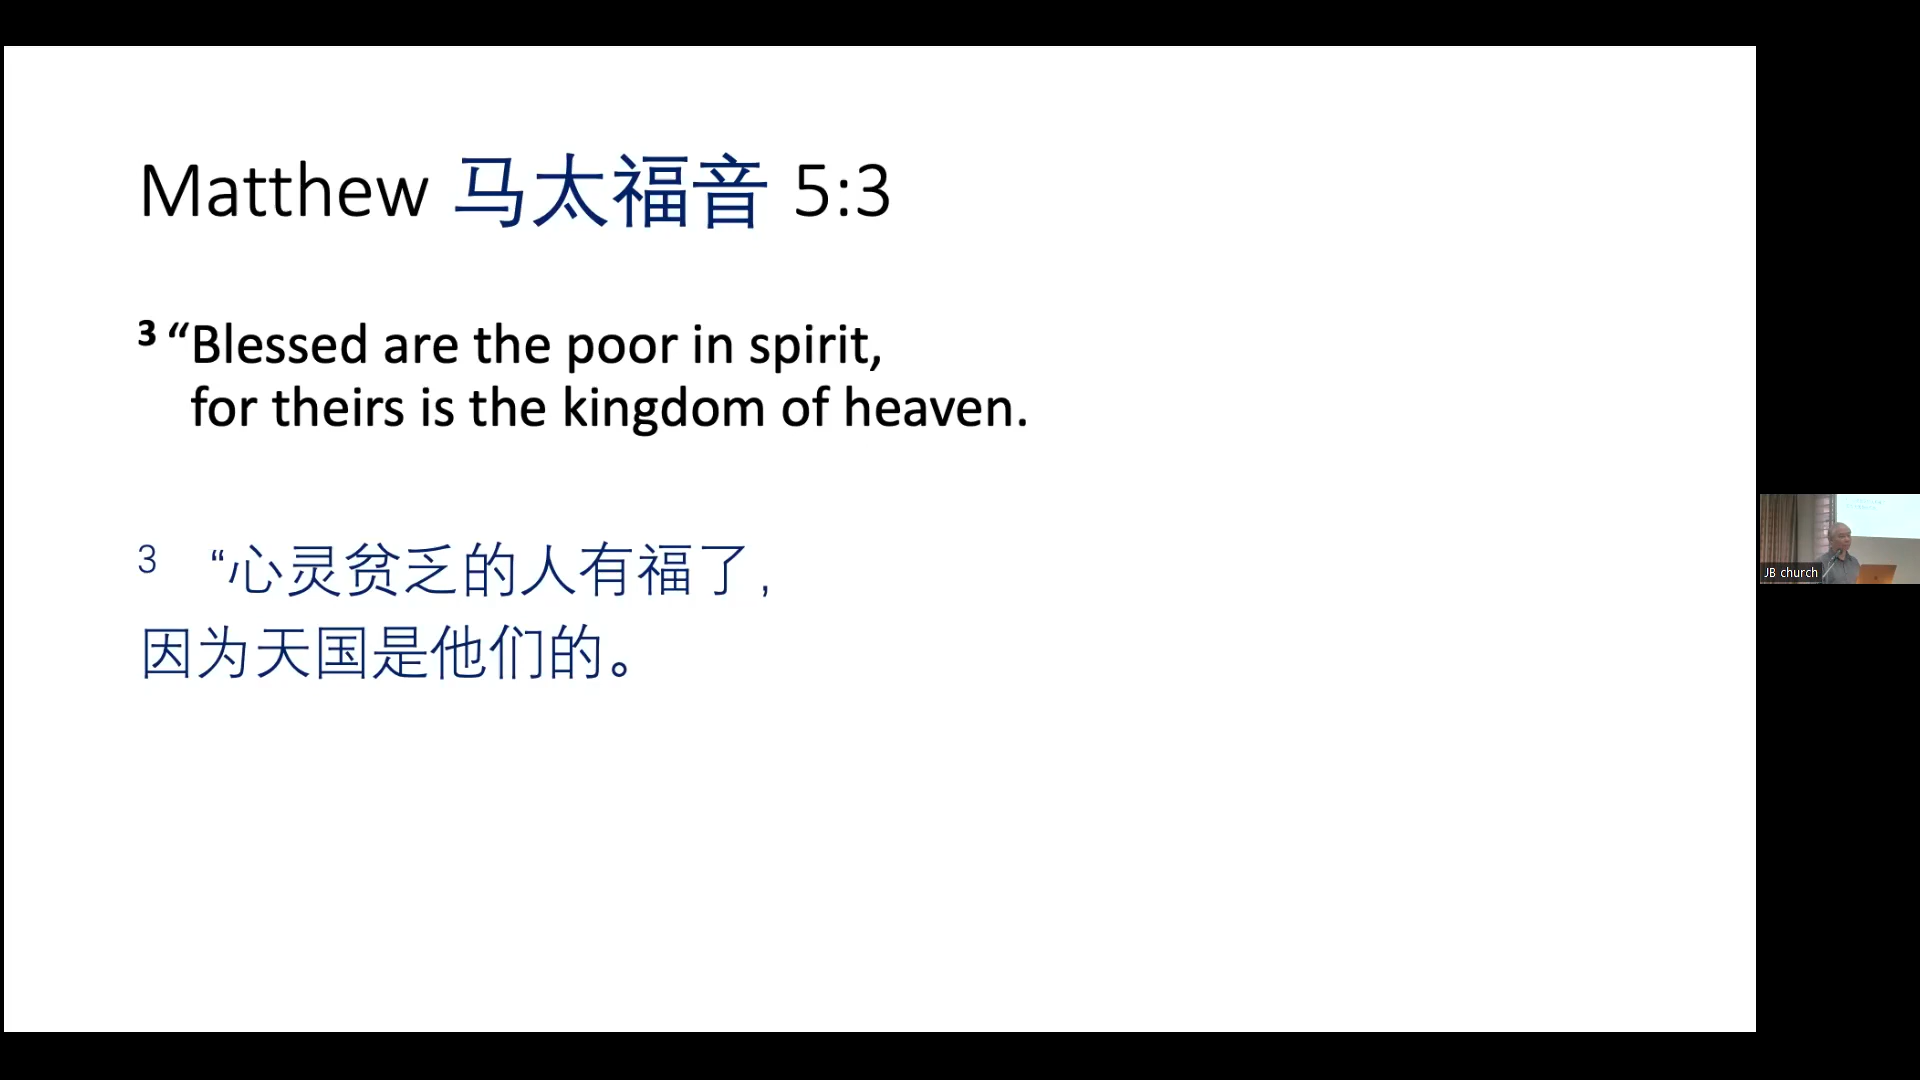 Matthew 马太福音 5:3
3 “Blessed are the poor in spirit,
for theirs is the kingdom of heaven.
3 “心灵贫乏的人有福了,
因为天国是他们的。
JB church